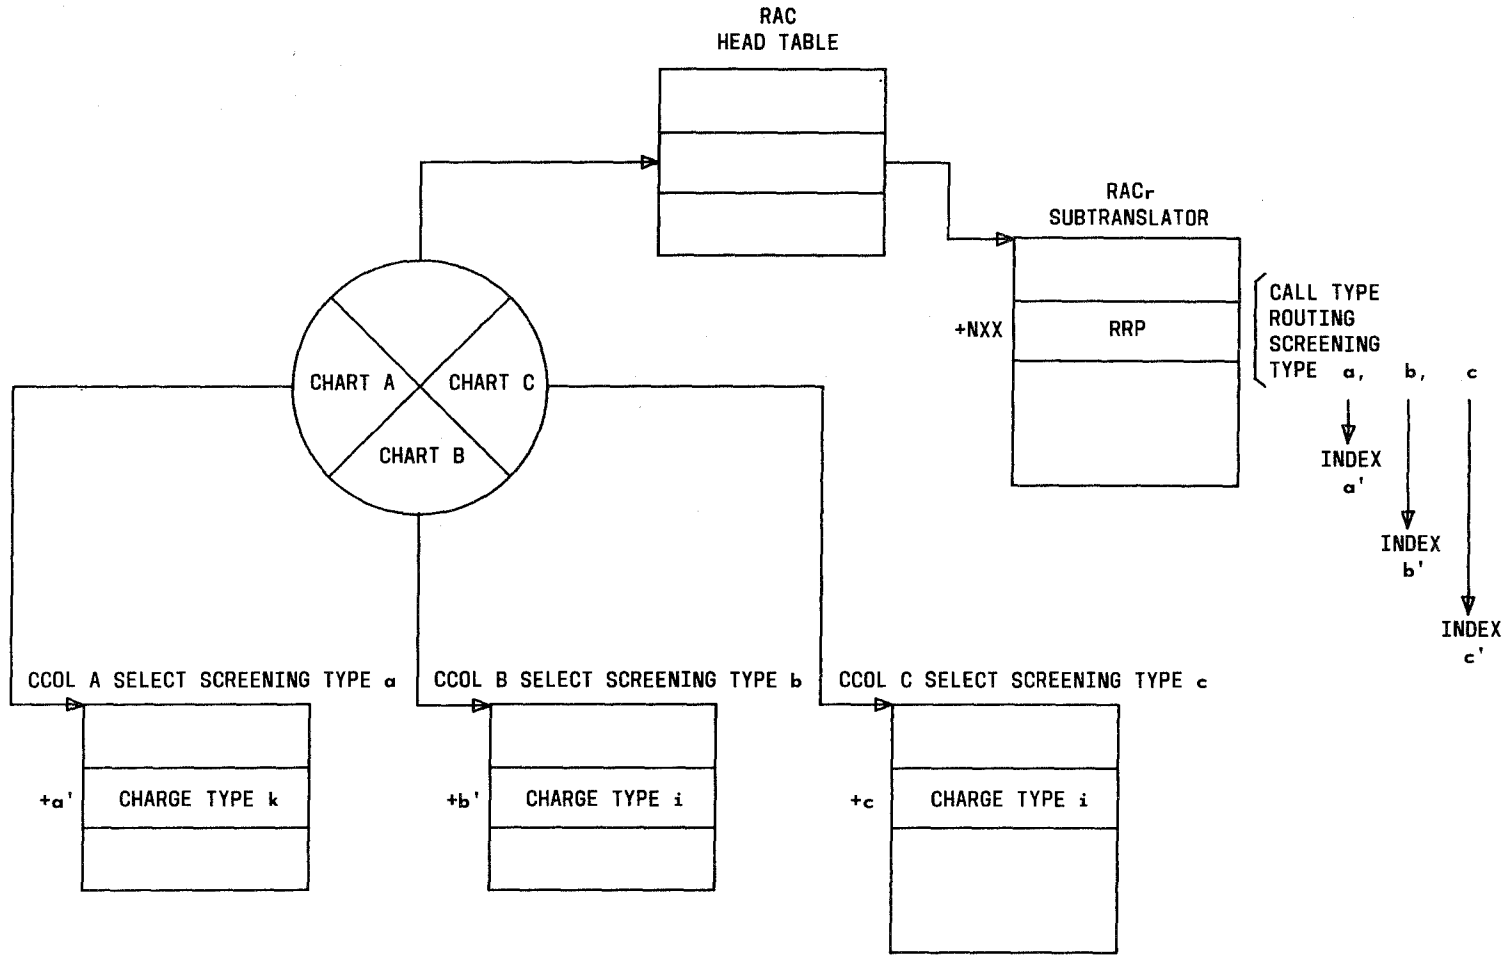 RAC
HEAD TABLE
RACr
SUBTRANSLATOR
+NXX
RRP
CALL TYPE
ROUTING
SCREENING
TYPE a, b, c
INDEX
a'
INDEX
b'
INDEX
c'
CHART A
CHART C
CHART B
CCOL A SELECT SCREENING TYPE a
CCOL B SELECT SCREENING TYPE b
CCOL C SELECT SCREENING TYPE c
+a'
CHARGE TYPE k
+b'
CHARGE TYPE i
+c
CHARGE TYPE i